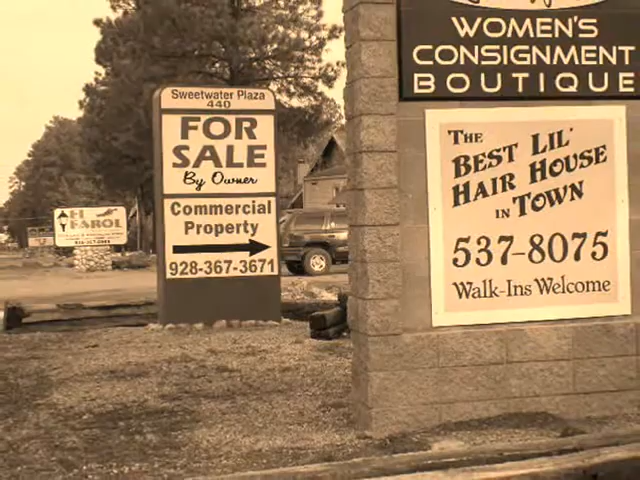 WOMEN'S
CONSIGNMENT
BOUTIQUE
THE
BEST LIL'
HAIR HOUSE
IN TOWN
537-8075
Walk-Ins Welcome
Sweetwater Plaza
440
FOR
SALE
By Owner
Commercial
Property
928-367-3671
El
FAROL